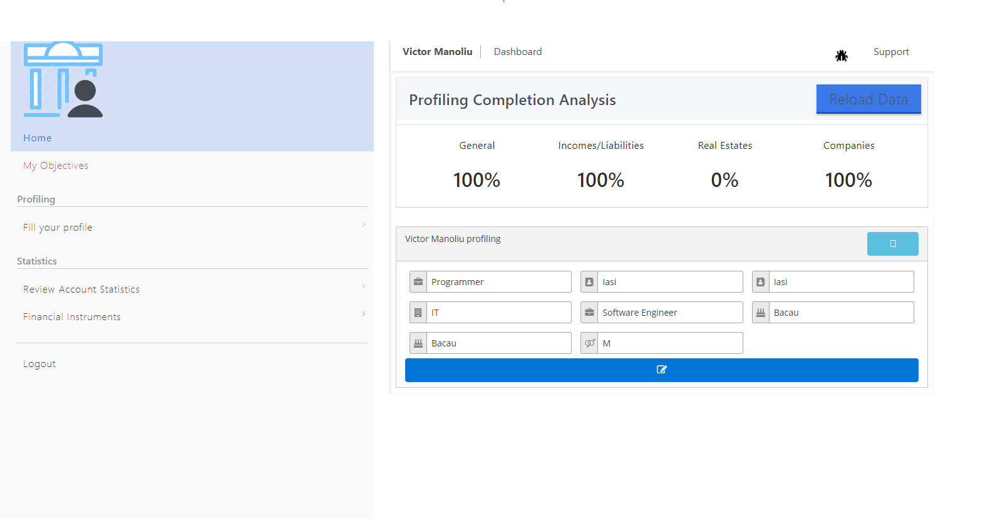 Home
My Objectives
Profiling
Fill your profile
Statistics
Review Account Statistics
Financial Instruments
Logout
Victor Manoliu Dashboard Support
Profiling Completion Analysis Reload Data
General Incomes/Liabilities Real Estates Companies
100% 100% 0% 100%
Victor Manoliu profiling
Programmer Iasi Iasi
IT Software Engineer Bacau
Bacau M